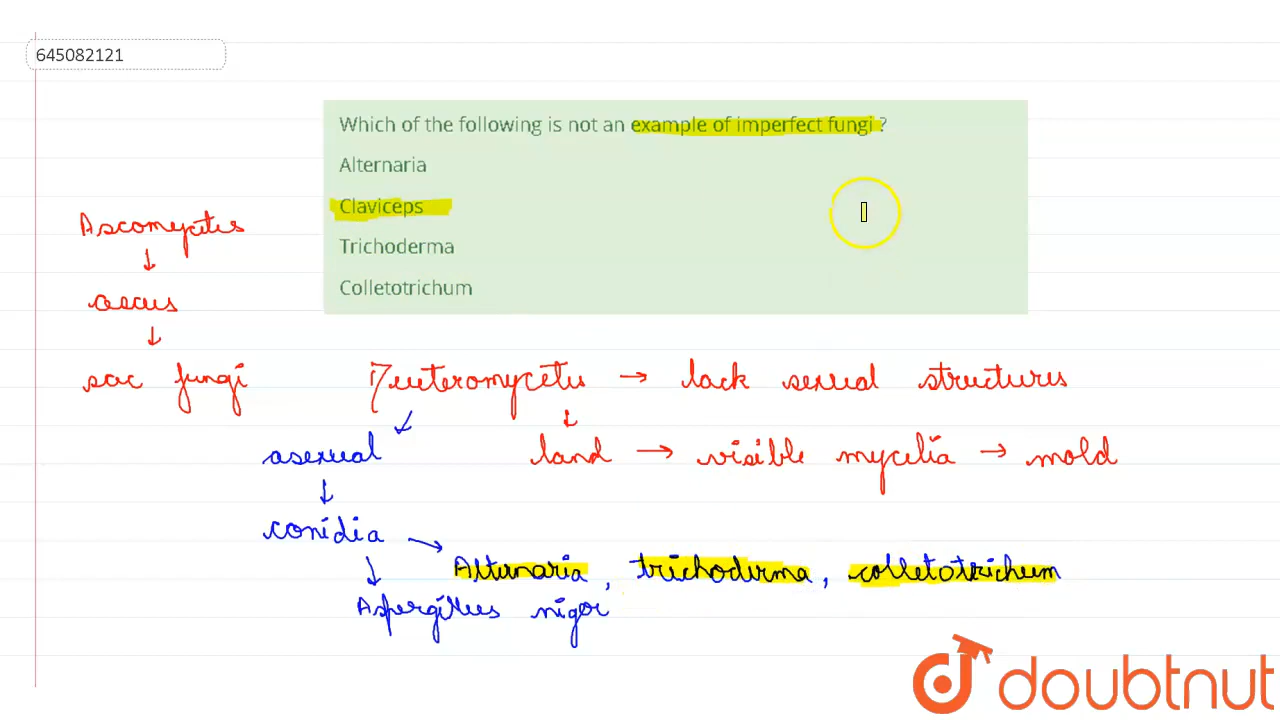 645082121
Which of the following is not an example of imperfect fungi ?
Alternaria
Claviceps
Trichoderma
Colletotrichum
Ascomycetes
↓
ascus
↓
sac fungi
Deuteromycetes → lack sexual structures
asexual
land → visible mycelia → mold
↓
conidia →
Alternaria, trichoderma, colletotrichum
Aspergillus nigor
doubtnut